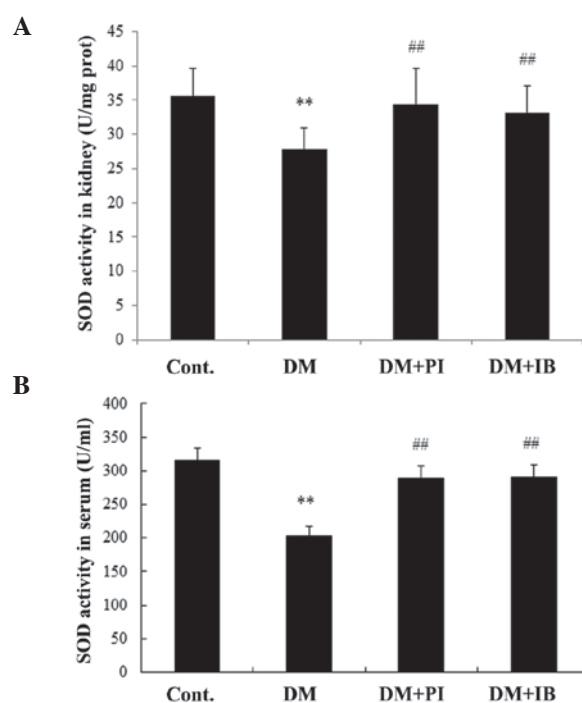 A
SOD activity in kidney (U/mg prot)
45
40
35
30
25
20
15
10
5
0
**
##
##
Cont.
DM
DM+PI
DM+IB
B
SOD activity in serum (U/ml)
400
350
300
250
200
150
100
50
0
**
##
##
Cont.
DM
DM+PI
DM+IB